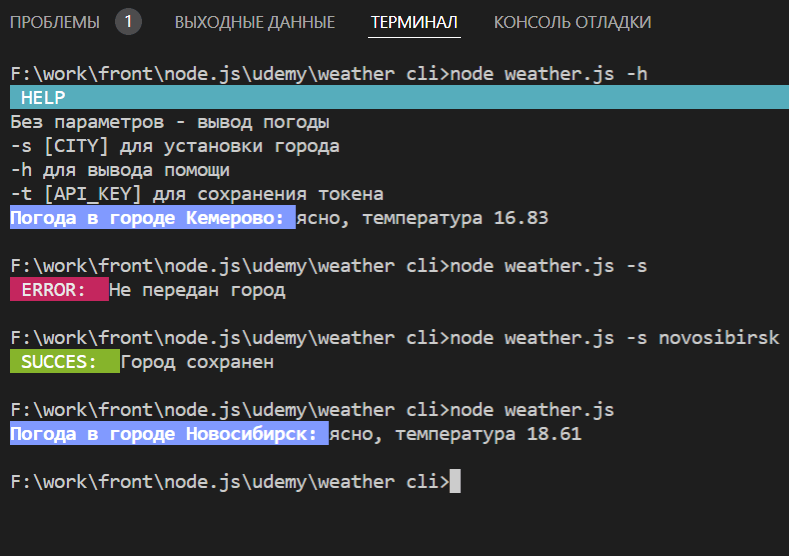 ПРОБЛЕМЫ 1 ВЫХОДНЫЕ ДАННЫЕ ТЕРМИНАЛ КОНСОЛЬ ОТЛАДКИ
F:\work\front\node.js\udemy\weather cli>node weather.js -h
HELP
Без параметров - вывод погоды
-s [CITY] для установки города
-h для вывода помощи
-t [API_KEY] для сохранения токена
Погода в городе Кемерово: ясно, температура 16.83
F:\work\front\node.js\udemy\weather cli>node weather.js -s
ERROR: Не передан город
F:\work\front\node.js\udemy\weather cli>node weather.js -s novosibirsk
SUCCES: Город сохранен
F:\work\front\node.js\udemy\weather cli>node weather.js
Погода в городе Новосибирск: ясно, температура 18.61
F:\work\front\node.js\udemy\weather cli>